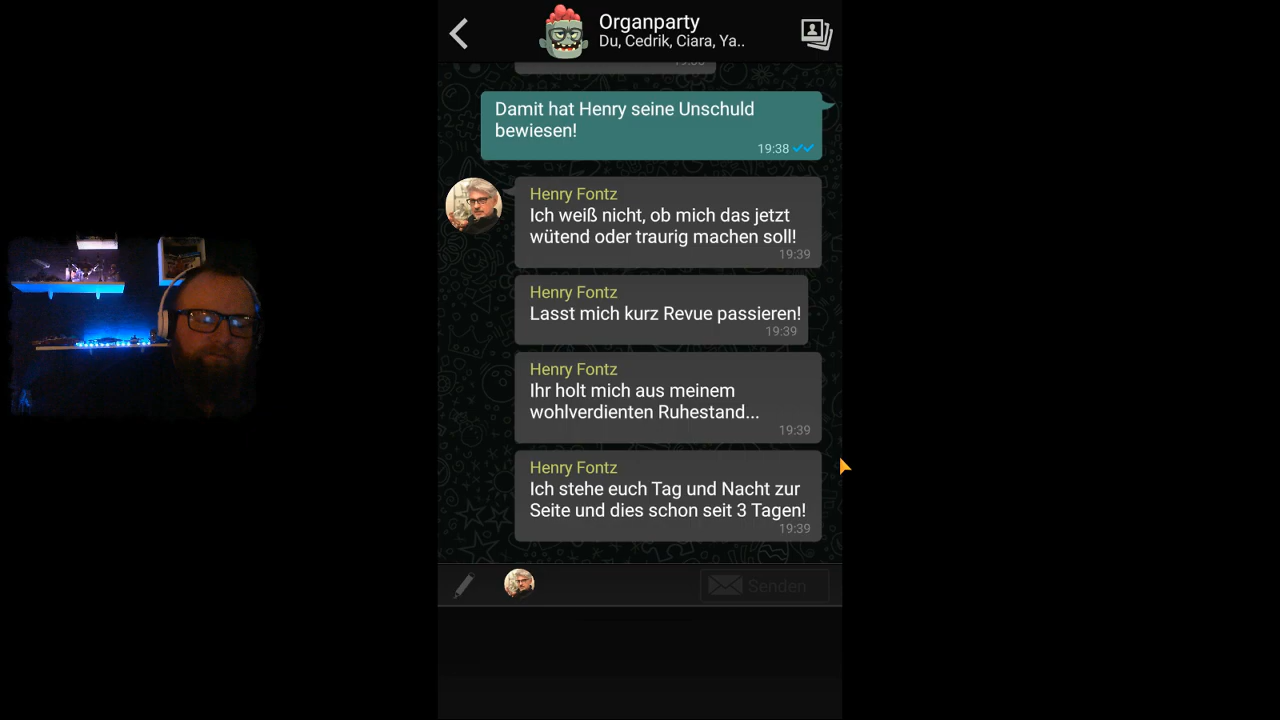 Organparty
Du, Cedrik, Ciara, Ya..
19:38
Damit hat Henry seine Unschuld
bewiesen!
19:38
Henry Fontz
Ich weiß nicht, ob mich das jetzt
wütend oder traurig machen soll!
19:39
Henry Fontz
Lasst mich kurz Revue passieren!
19:39
Henry Fontz
Ihr holt mich aus meinem
wohlverdienten Ruhestand...
19:39
Henry Fontz
Ich stehe euch Tag und Nacht zur
Seite und dies schon seit 3 Tagen!
19:39
Senden